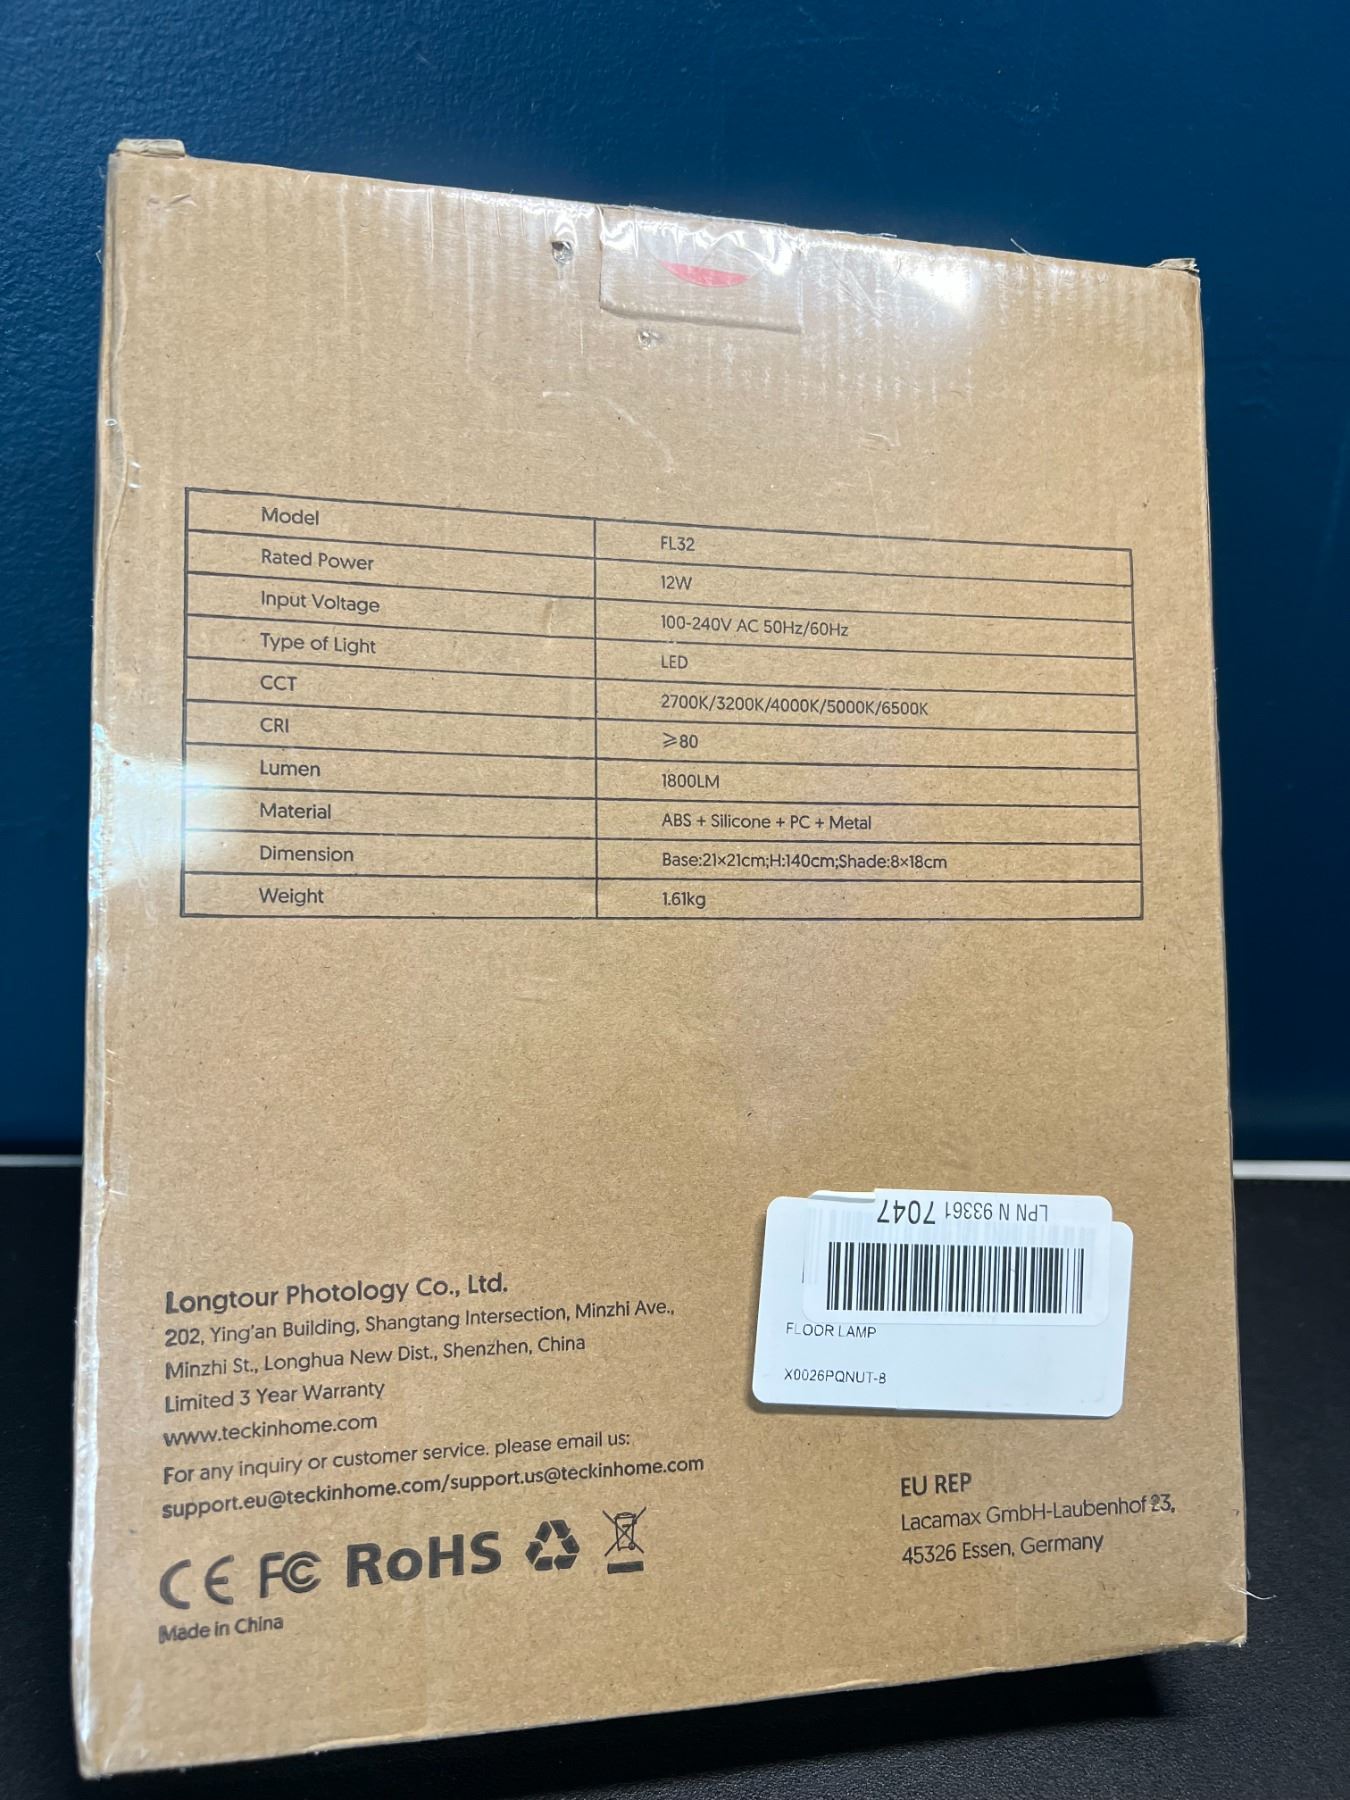 Model FL32
Rated Power 12W
Input Voltage 100-240V AC 50Hz/60Hz
Type of Light LED
CCT 2700K/3200K/4000K/5000K/6500K
CRI ⩾80
Lumen 1800LM
Material ABS + Silicone + PC + Metal
Dimension Base:21×21cm;H:140cm;Shade:8×18cm
Weight 1.61kg
LPN N 93361 7047
FLOOR LAMP
X0026PQNUT-8
Longtour Photology Co., Ltd.
202, Ying'an Building, Shangtang Intersection, Minzhi Ave.,
Minzhi St., Longhua New Dist., Shenzhen, China
Limited 3 Year Warranty
www.teckinhome.com
For any inquiry or customer service. please email us:
support.eu@teckinhome.com/support.us@teckinhome.com
CE FC RoHS
Made in China
EU REP
Lacamax GmbH-Laubenhof 23,
45326 Essen, Germany